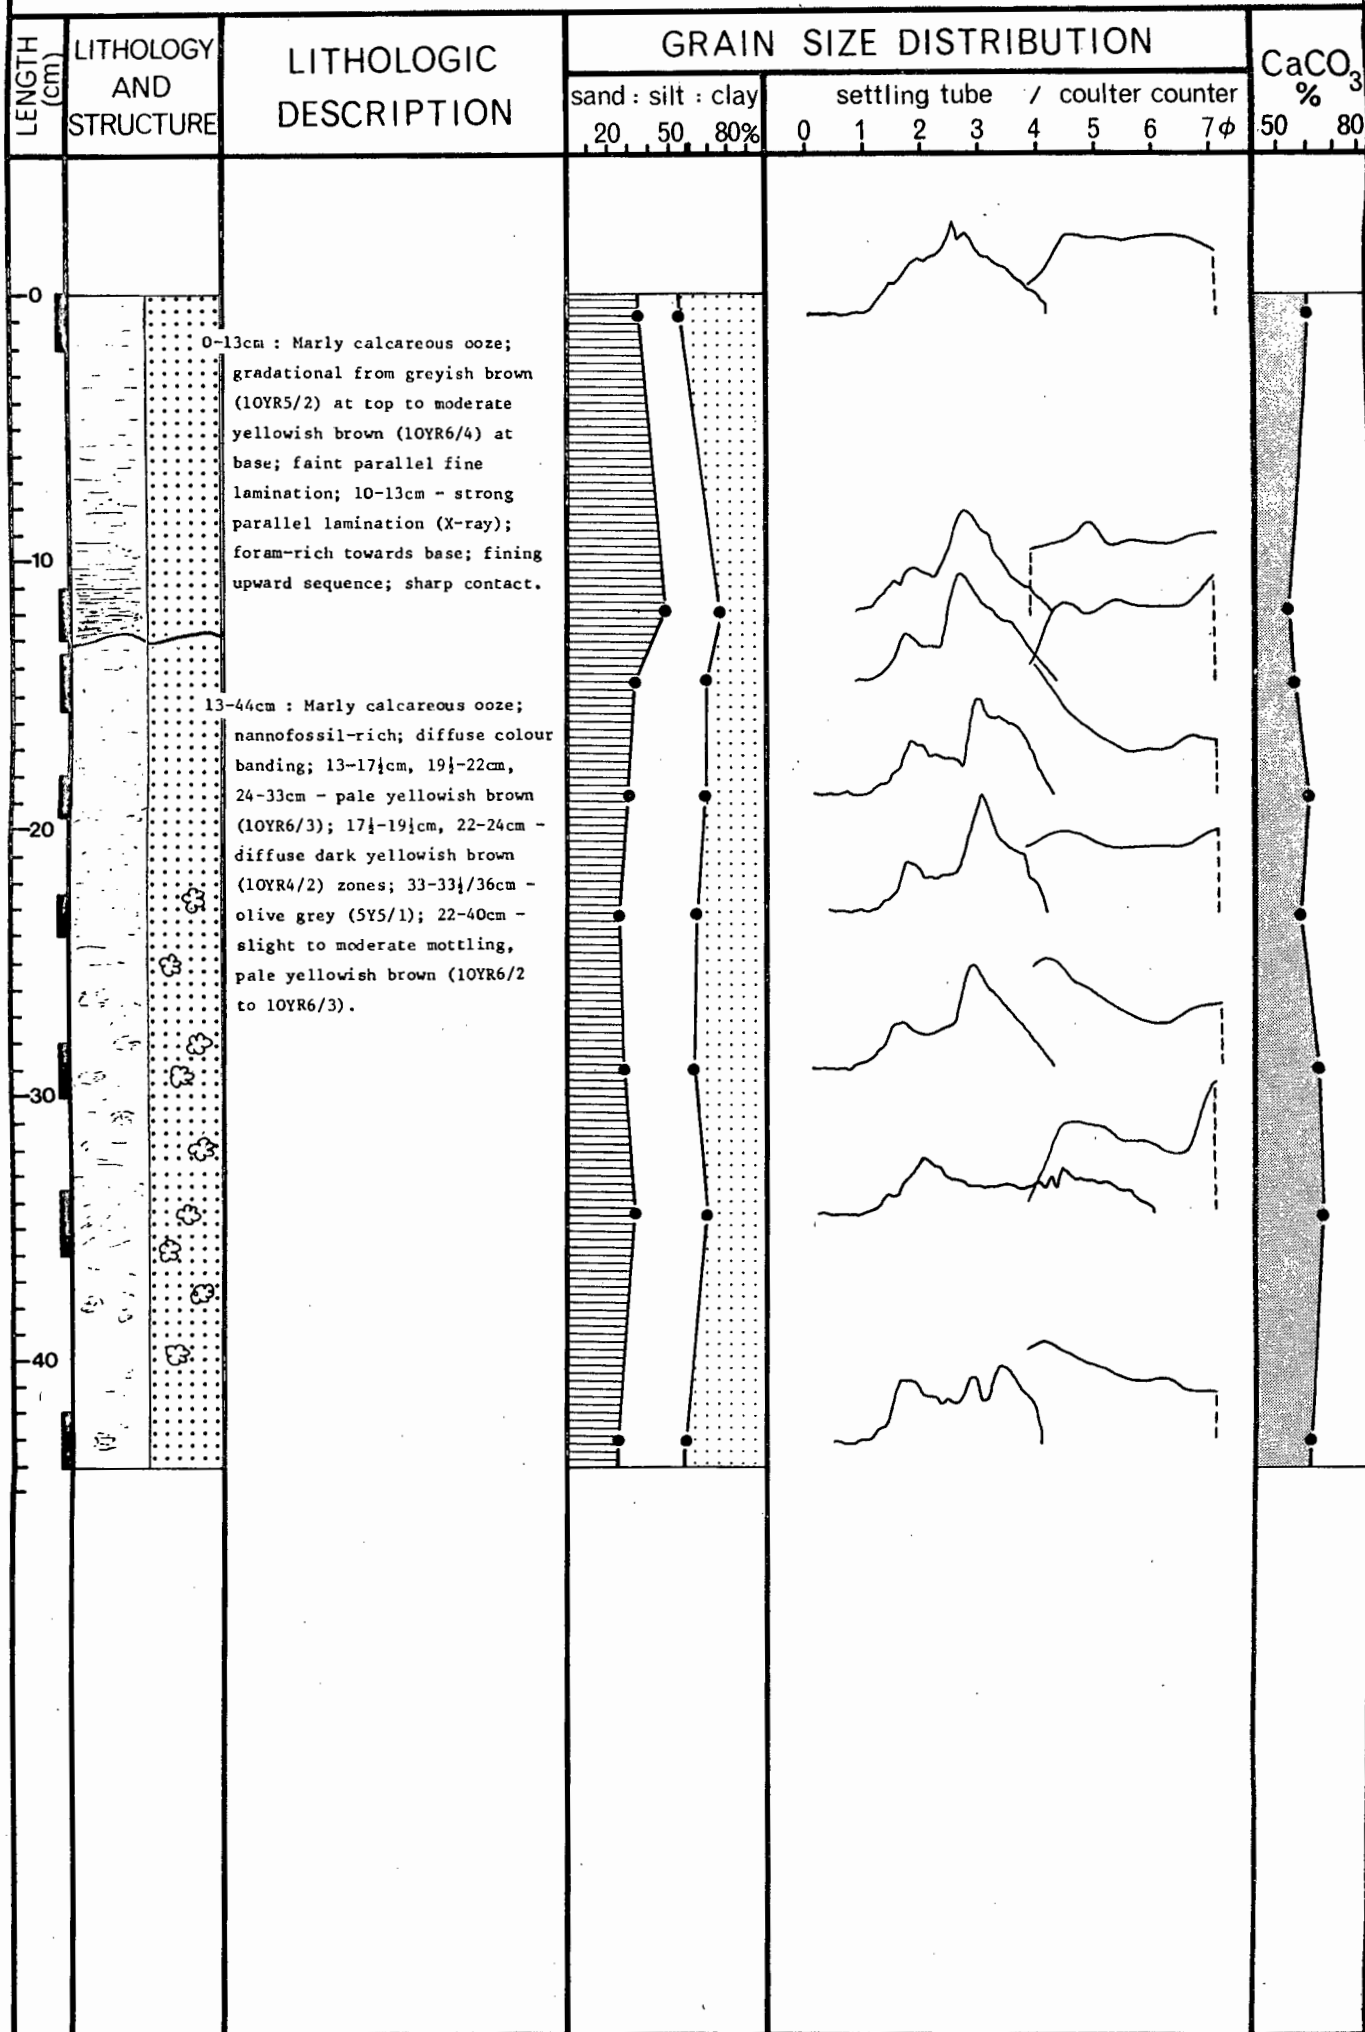 LENGTH
(cm)
LITHOLOGY
AND
STRUCTURE
LITHOLOGIC
DESCRIPTION
GRAIN SIZE DISTRIBUTION
sand : silt : clay
20 50 80%
settling tube / coulter counter
0 1 2 3 4 5 6 7ϕ
CaCO3
%
50 80
0
10
20
30
40
0-13cm : Marly calcareous ooze;
gradational from greyish brown
(10YR5/2) at top to moderate
yellowish brown (10YR6/4) at
base; faint parallel fine
lamination; 10-13cm - strong
parallel lamination (X-ray);
foram-rich towards base; fining
upward sequence; sharp contact.
13-44cm : Marly calcareous ooze;
nannofossil-rich; diffuse colour
banding; 13-17½cm, 19½-22cm,
24-33cm - pale yellowish brown
(10YR6/3); 17½-19½cm, 22-24cm -
diffuse dark yellowish brown
(10YR4/2) zones; 33-33½/36cm -
olive grey (5Y5/1); 22-40cm -
slight to moderate mottling,
pale yellowish brown (10YR6/2
to 10YR6/3).